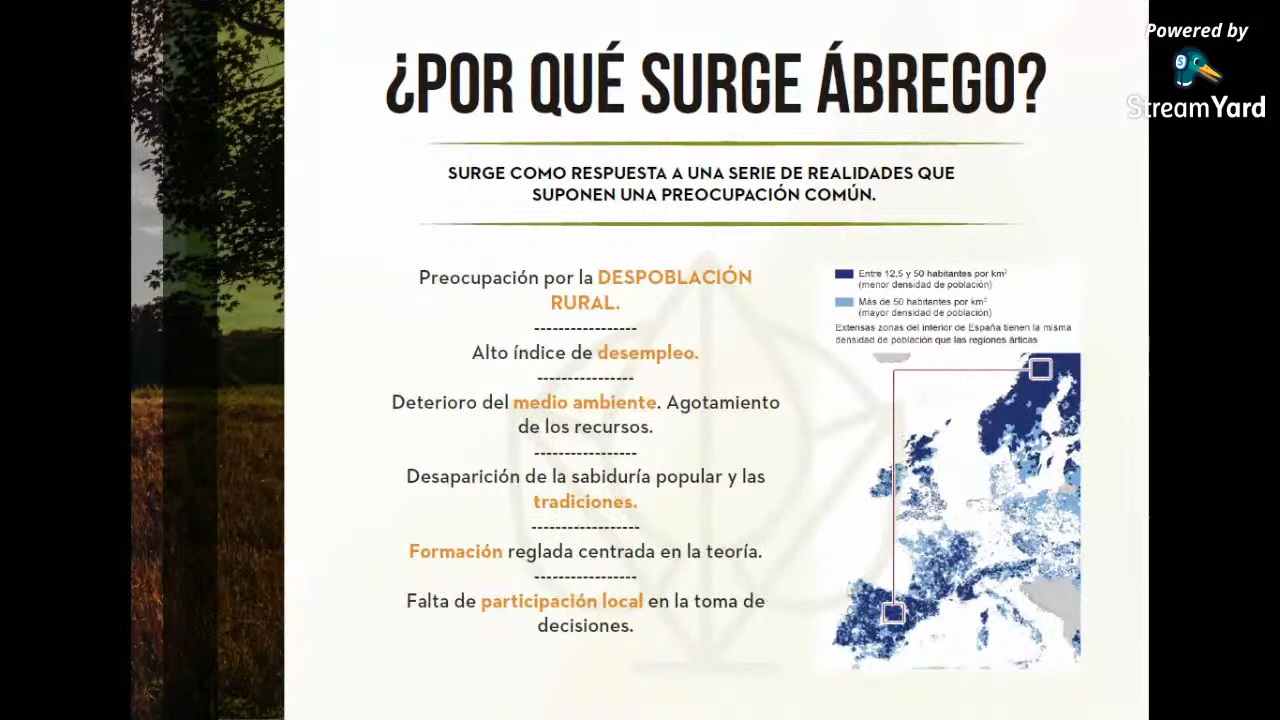 Powered by
StreamYard
¿POR QUÉ SURGE ÁBREGO?
SURGE COMO RESPUESTA A UNA SERIE DE REALIDADES QUE
SUPONEN UNA PREOCUPACIÓN COMÚN.
Preocupación por la DESPOBLACIÓN
RURAL.
-----------------
Alto índice de desempleo.
----------------
Deterioro del medio ambiente. Agotamiento
de los recursos.
-----------------
Desaparición de la sabiduría popular y las
tradiciones.
------------------
Formación reglada centrada en la teoría.
-----------------
Falta de participación local en la toma de
decisiones.
Entre 12,5 y 50 habitantes por km²
(menor densidad de población)
Más de 50 habitantes por km²
(mayor densidad de población)
Extensas zonas del interior de España tienen la misma
densidad de población que las regiones árticas